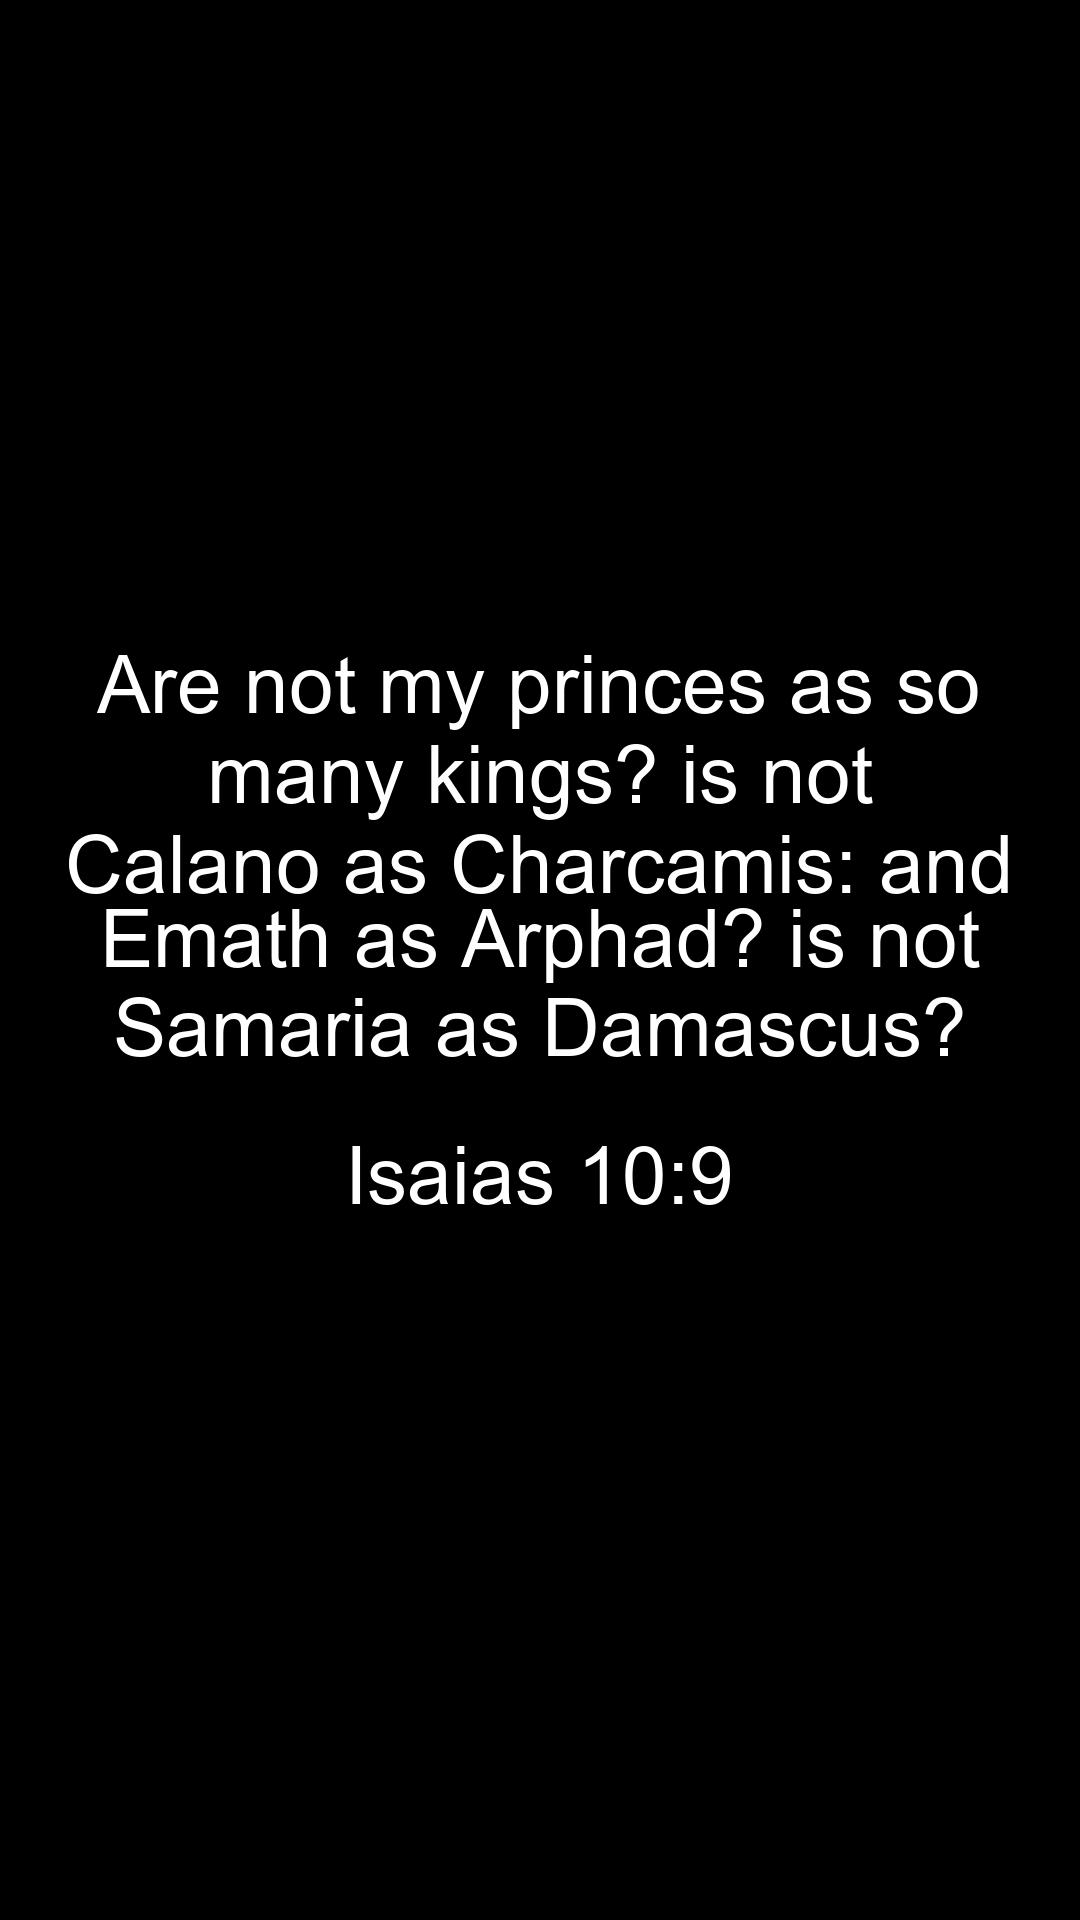 Are not my princes as so
many kings? is not
Calano as Charcamis: and
Emath as Arphad? is not
Samaria as Damascus?
Isaias 10:9